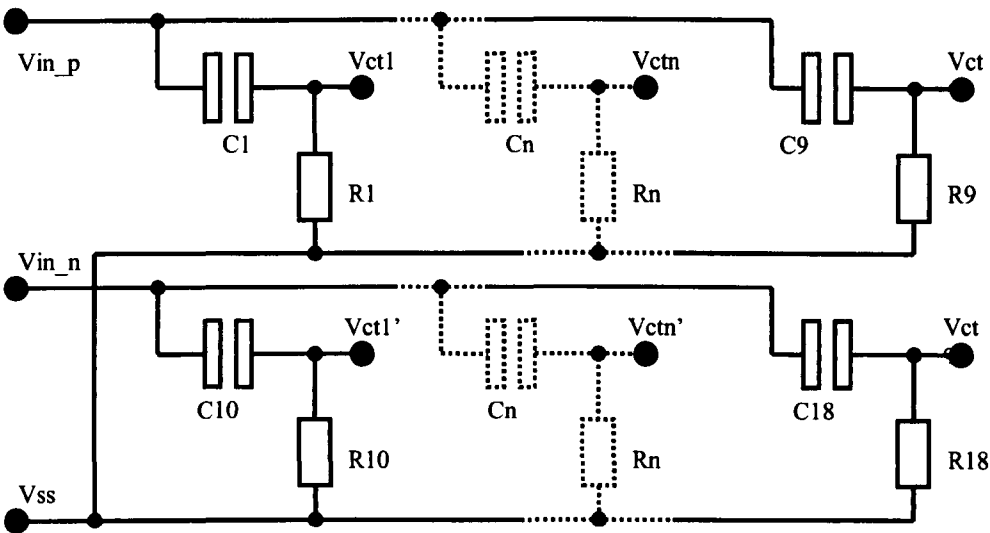 Vin_p
Vct1
Vctn
Vct
C1
Cn
C9
R1
Rn
R9
Vin_n
Vct1’
Vctn’
Vct
C10
Cn
C18
R10
Rn
R18
Vss